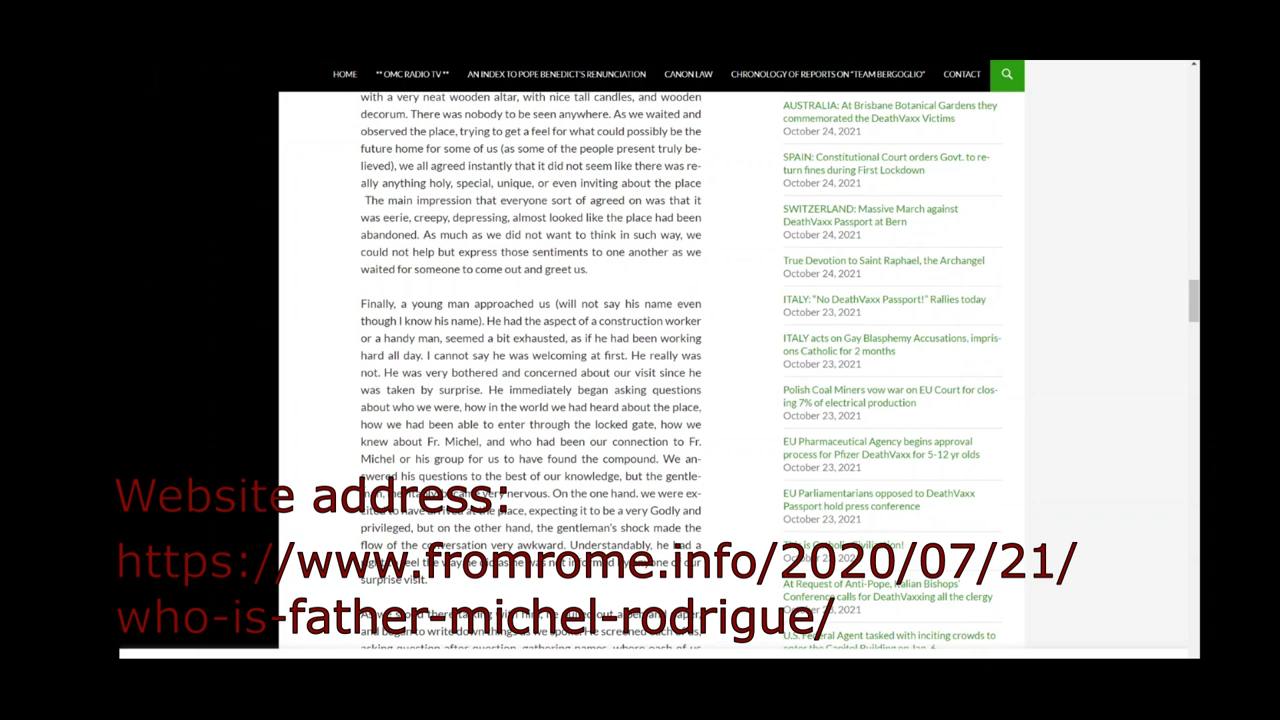 HOME ** OMC RADIO TV ** AN INDEX TO POPE BENEDICT'S RENUNCIATION CANON LAW CHRONOLOGY OF REPORTS ON "TEAM BERGOGLIO" CONTACT
with a very neat wooden altar, with nice tall candles, and wooden
decorum. There was nobody to be seen anywhere. As we waited and
observed the place, trying to get a feel for what could possibly be the
future home for some of us (as some of the people present truly be-
lieved), we all agreed instantly that it did not seem like there was re-
ally anything holy, special, unique, or even inviting about the place
The main impression that everyone sort of agreed on was that it
was eerie, creepy, depressing, almost looked like the place had been
abandoned. As much as we did not want to think in such way, we
could not help but express those sentiments to one another as we
waited for someone to come out and greet us.
Finally, a young man approached us (will not say his name even
though I know his name). He had the aspect of a construction worker
or a handy man, seemed a bit exhausted, as if he had been working
hard all day. I cannot say he was welcoming at first. He really was
not. He was very bothered and concerned about our visit since he
was taken by surprise. He immediately began asking questions
about who we were, how in the world we had heard about the place,
how we had been able to enter through the locked gate, how we
knew about Fr. Michel, and who had been our connection to Fr.
Michel or his group for us to have found the compound. We an-
swered his questions to the best of our knowledge, but the gentle-
very nervous. On the one hand. we were ex-
place, expecting it to be a very Godly and
privileged, but on the other hand, the gentleman's shock made the
flow of the conversation very awkward. Understandably, he had a
surprise visit.
AUSTRALIA: At Brisbane Botanical Gardens they
commemorated the DeathVaxx Victims
October 24, 2021
SPAIN: Constitutional Court orders Govt. to re-
turn fines during First Lockdown
October 24, 2021
SWITZERLAND: Massive March against
DeathVaxx Passport at Bern
October 24, 2021
True Devotion to Saint Raphael, the Archangel
October 24, 2021
ITALY: "No DeathVaxx Passport!" Rallies today
October 23, 2021
ITALY acts on Gay Blasphemy Accusations, impris-
ons Catholic for 2 months
October 23, 2021
Polish Coal Miners vow war on EU Court for clos-
ing 7% of electrical production
October 23, 2021
EU Pharmaceutical Agency begins approval
process for Pfizer DeathVaxx for 5-12 yr olds
October 23, 2021
EU Parliamentarians opposed to DeathVaxx
Passport hold press conference
October 23, 2021
At Request of Anti-Pope, Italian Bishops'
Conference calls for DeathVaxxing all the clergy
U.S. Federal Agent tasked with inciting crowds to
enter the Capitol Building on Jan. 6
Website address:
https://www.fromrome.info/2020/07/21/
who-is-father-michel-rodrigue/